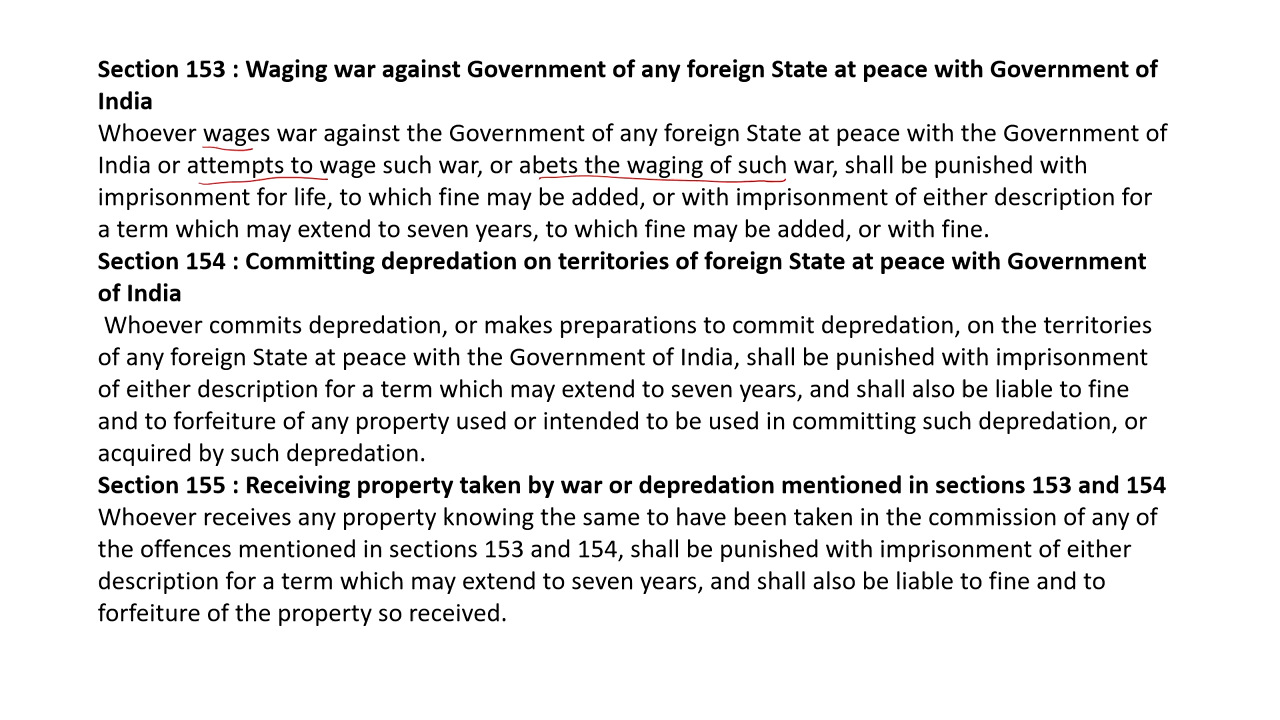 Section 153 : Waging war against Government of any foreign State at peace with Government of
India
Whoever wages war against the Government of any foreign State at peace with the Government of
India or attempts to wage such war, or abets the waging of such war, shall be punished with
imprisonment for life, to which fine may be added, or with imprisonment of either description for
a term which may extend to seven years, to which fine may be added, or with fine.
Section 154 : Committing depredation on territories of foreign State at peace with Government
of India
Whoever commits depredation, or makes preparations to commit depredation, on the territories
of any foreign State at peace with the Government of India, shall be punished with imprisonment
of either description for a term which may extend to seven years, and shall also be liable to fine
and to forfeiture of any property used or intended to be used in committing such depredation, or
acquired by such depredation.
Section 155 : Receiving property taken by war or depredation mentioned in sections 153 and 154
Whoever receives any property knowing the same to have been taken in the commission of any of
the offences mentioned in sections 153 and 154, shall be punished with imprisonment of either
description for a term which may extend to seven years, and shall also be liable to fine and to
forfeiture of the property so received.